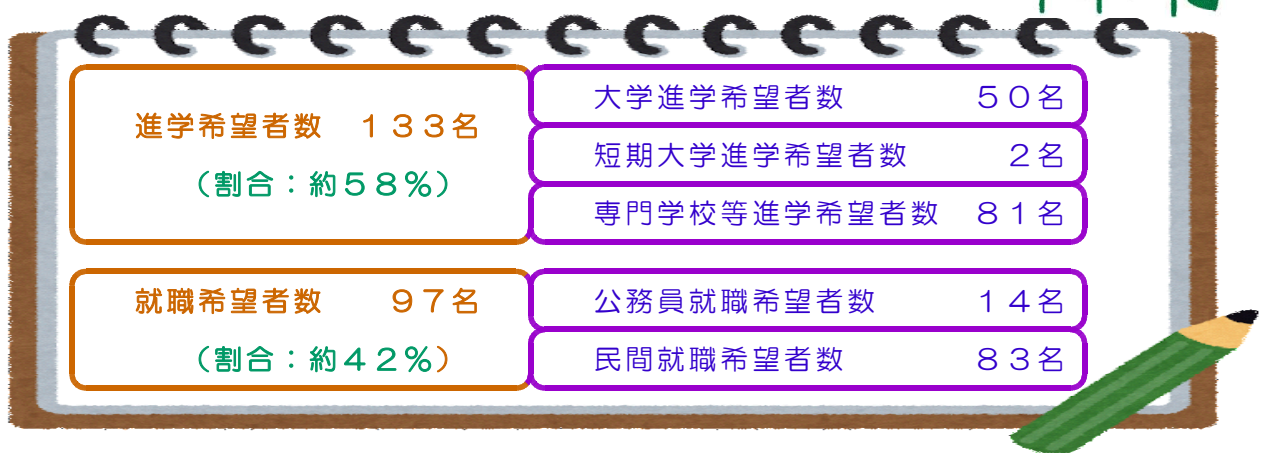 進学希望者数　１３３名
（割合：約５８％）
大学進学希望者数　５０名
短期大学進学希望者数　２名
専門学校等進学希望者数　８１名
就職希望者数　９７名
（割合：約４２％）
公務員就職希望者数　１４名
民間就職希望者数　８３名